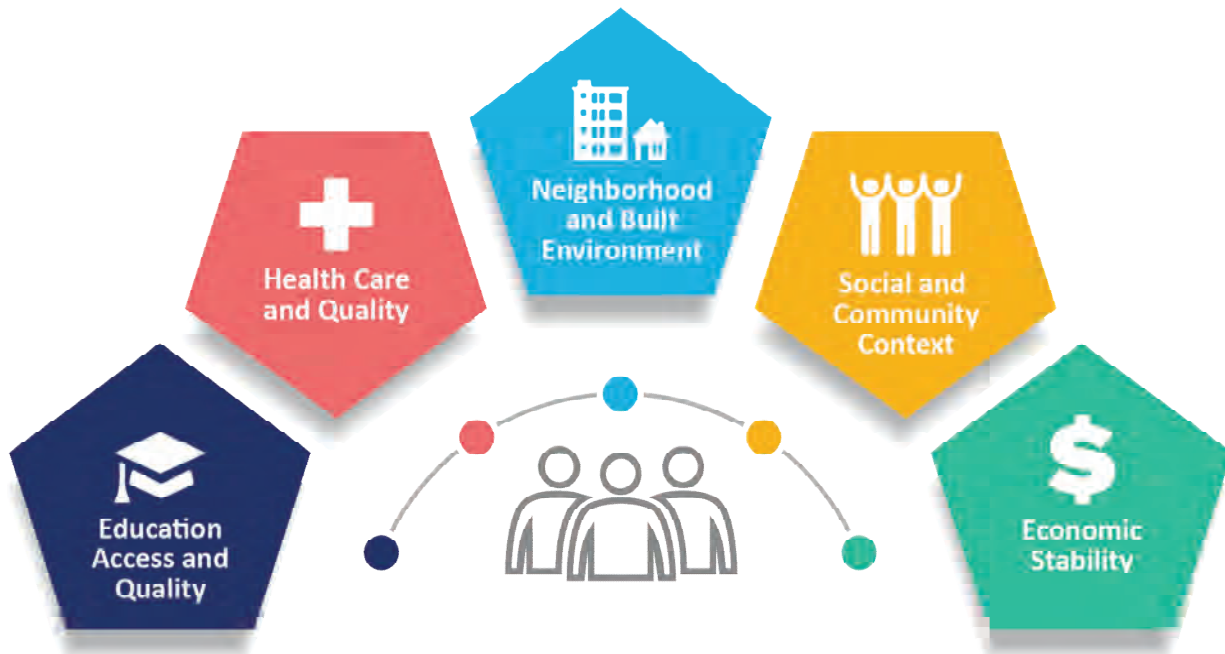 Neighborhood
and Built
Environment
Health Care
and Quality
Social and
Community
Context
Education
Access and
Quality
$
Economic
Stability